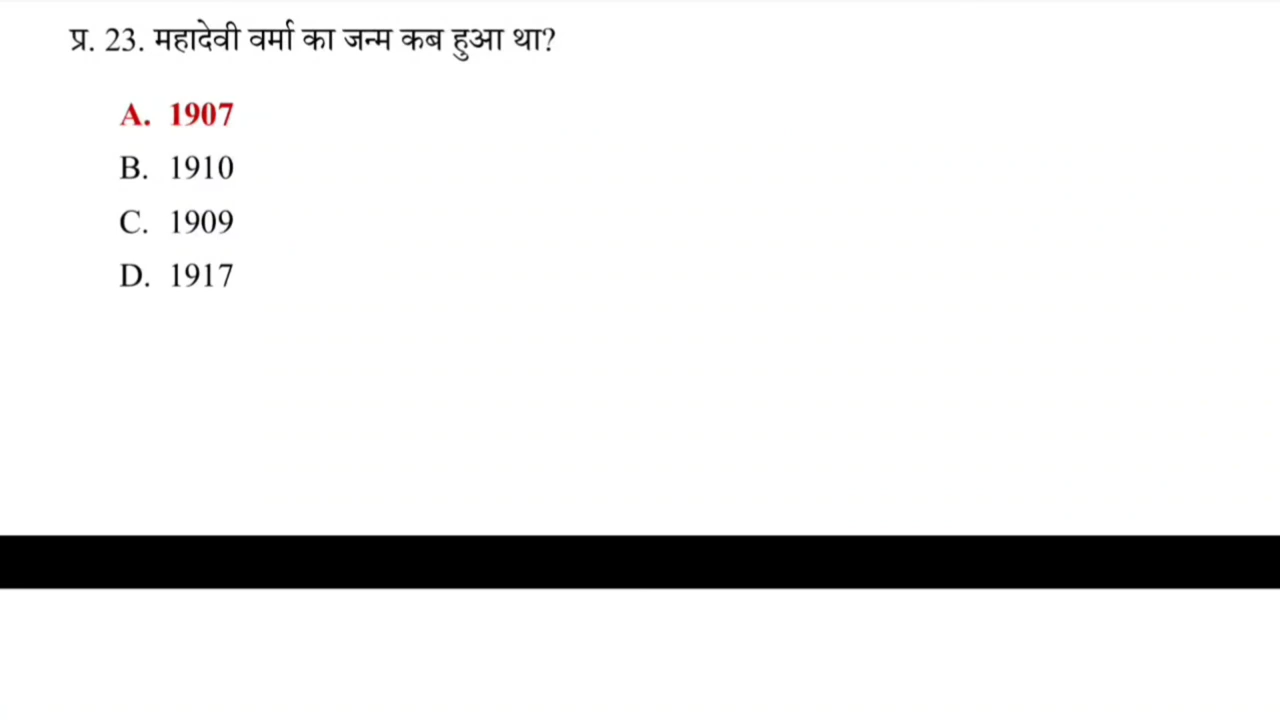 प्र. 23. महादेवी वर्मा का जन्म कब हुआ था?
A. 1907
B. 1910
C. 1909
D. 1917